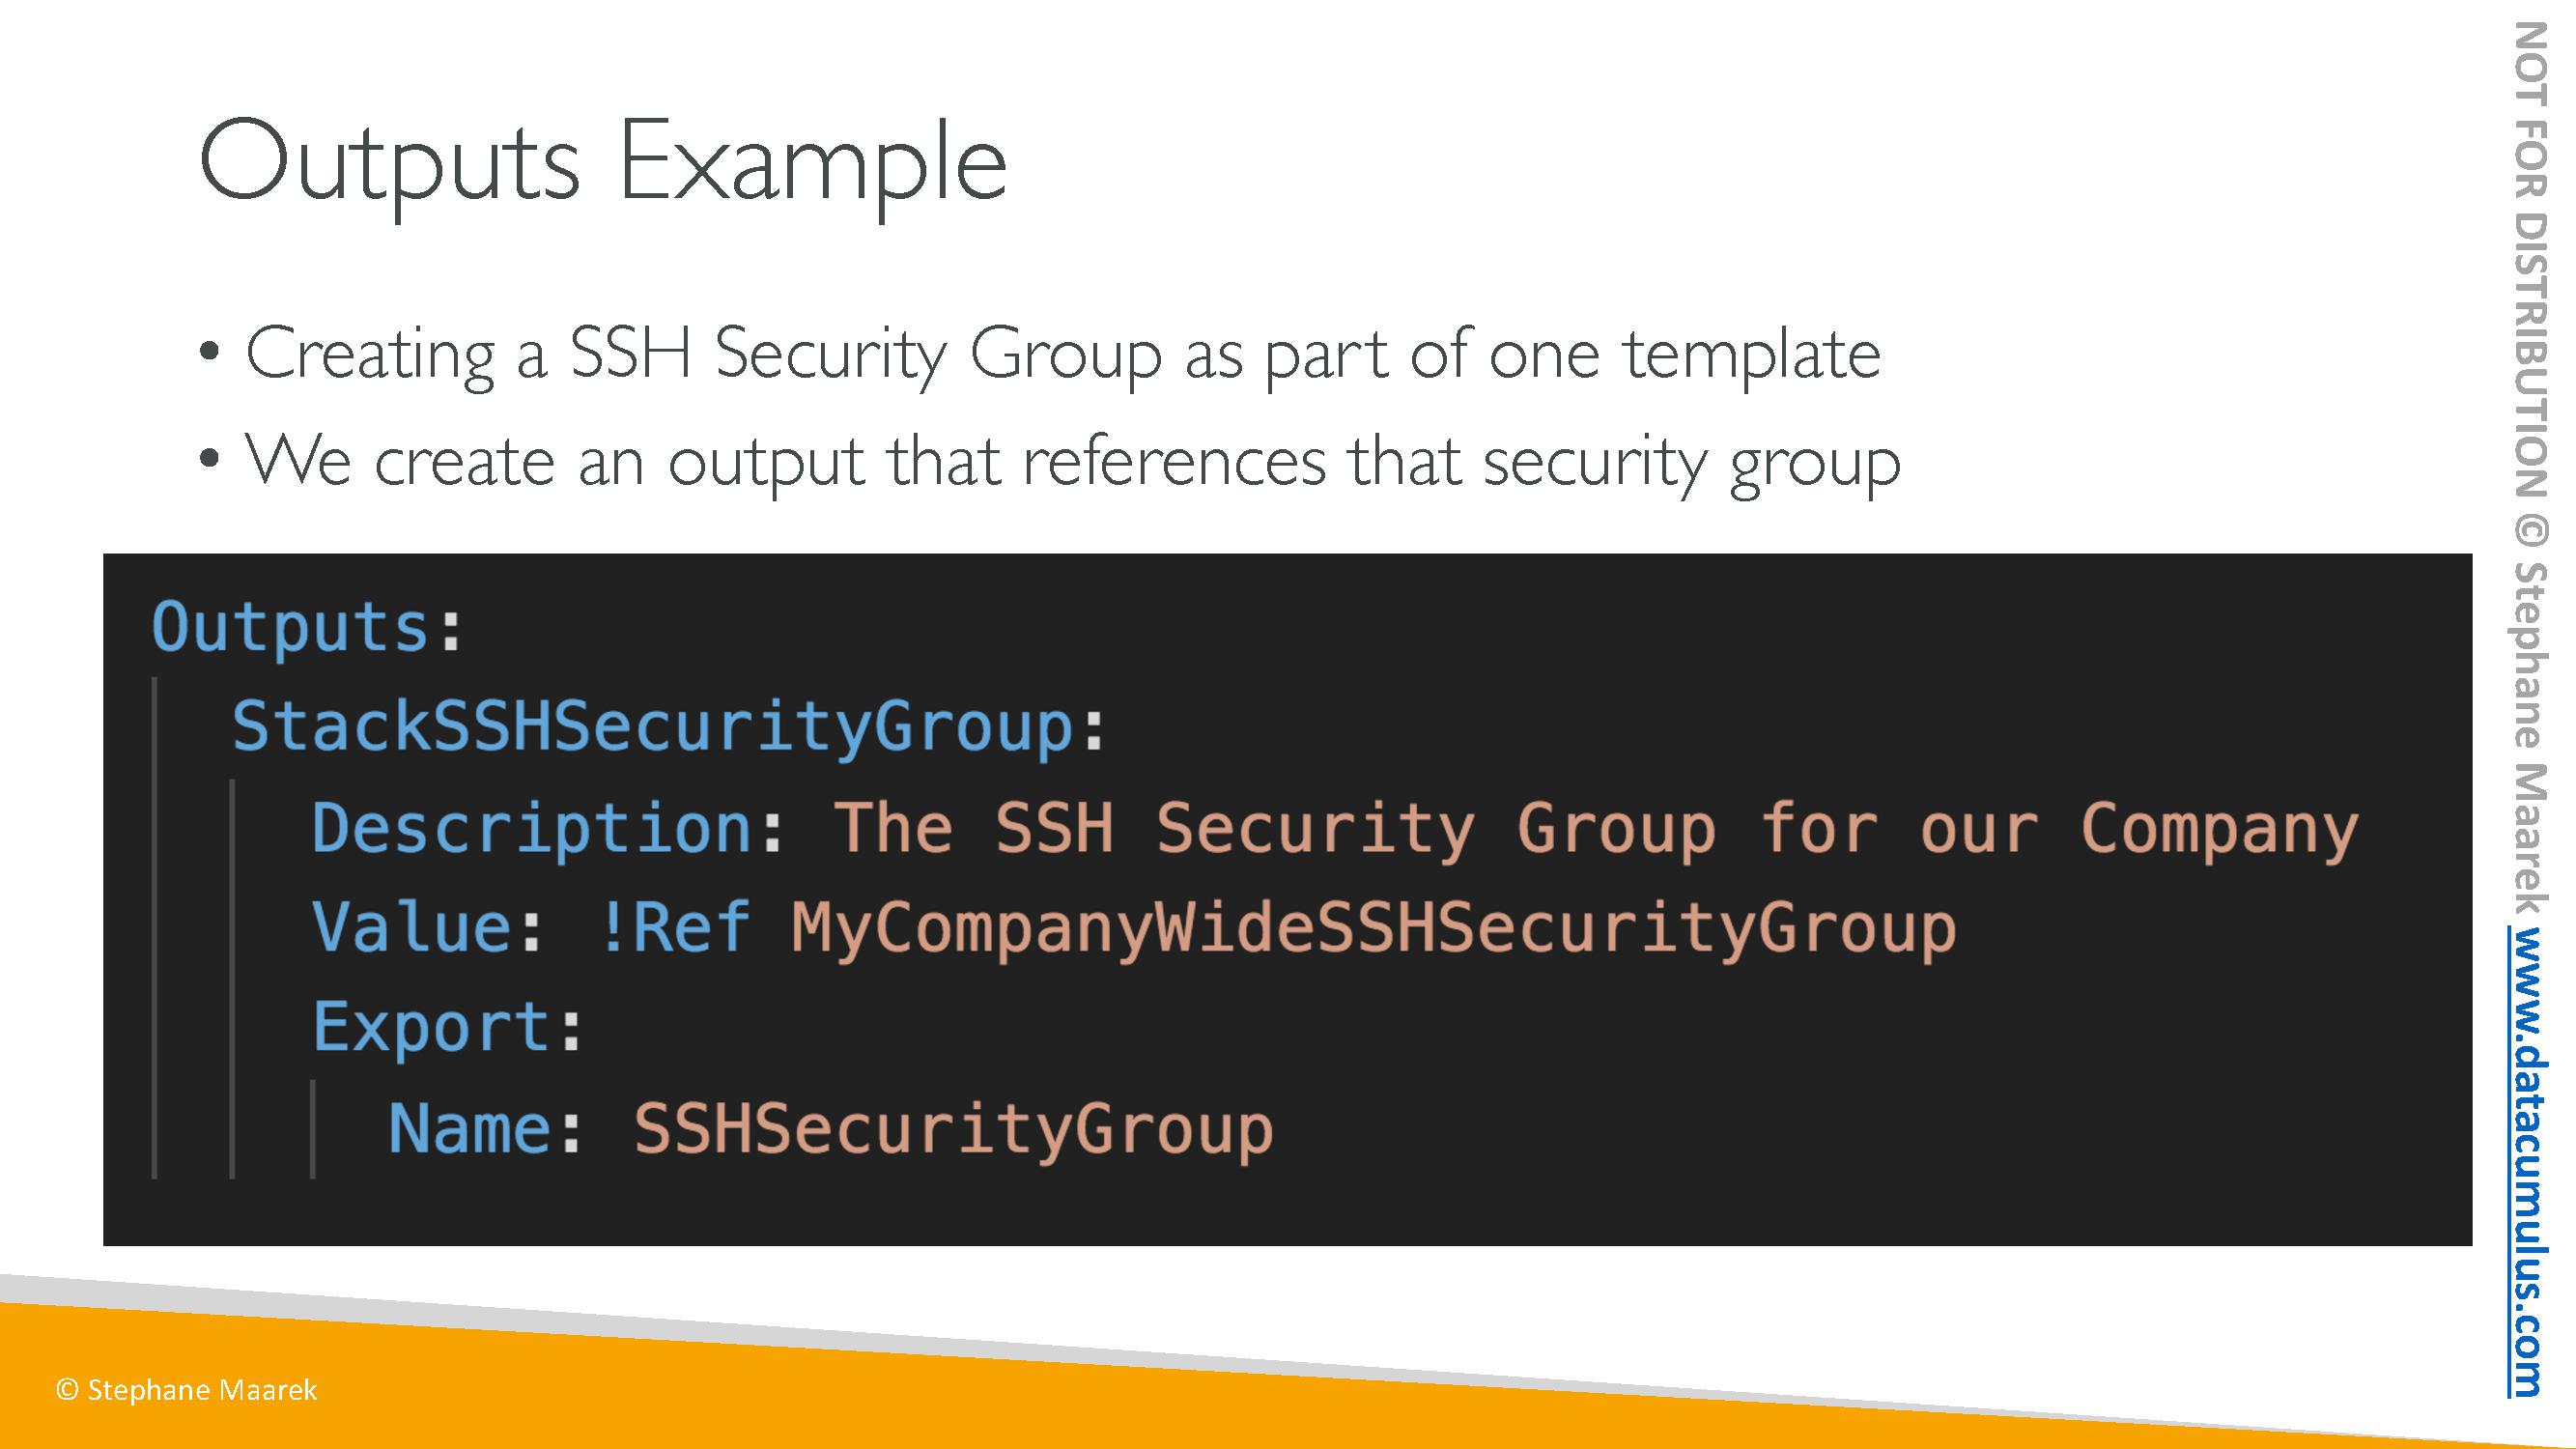 Outputs Example
• Creating a SSH Security Group as part of one template
• We create an output that references that security group
Outputs:
StackSSHSecurityGroup:
Description: The SSH Security Group for our Company
Value: !Ref MyCompanyWideSSHSecurityGroup
Export:
Name: SSHSecurityGroup
© Stephane Maarek
NOT FOR DISTRIBUTION © Stephane Maarek www.datacumulus.com